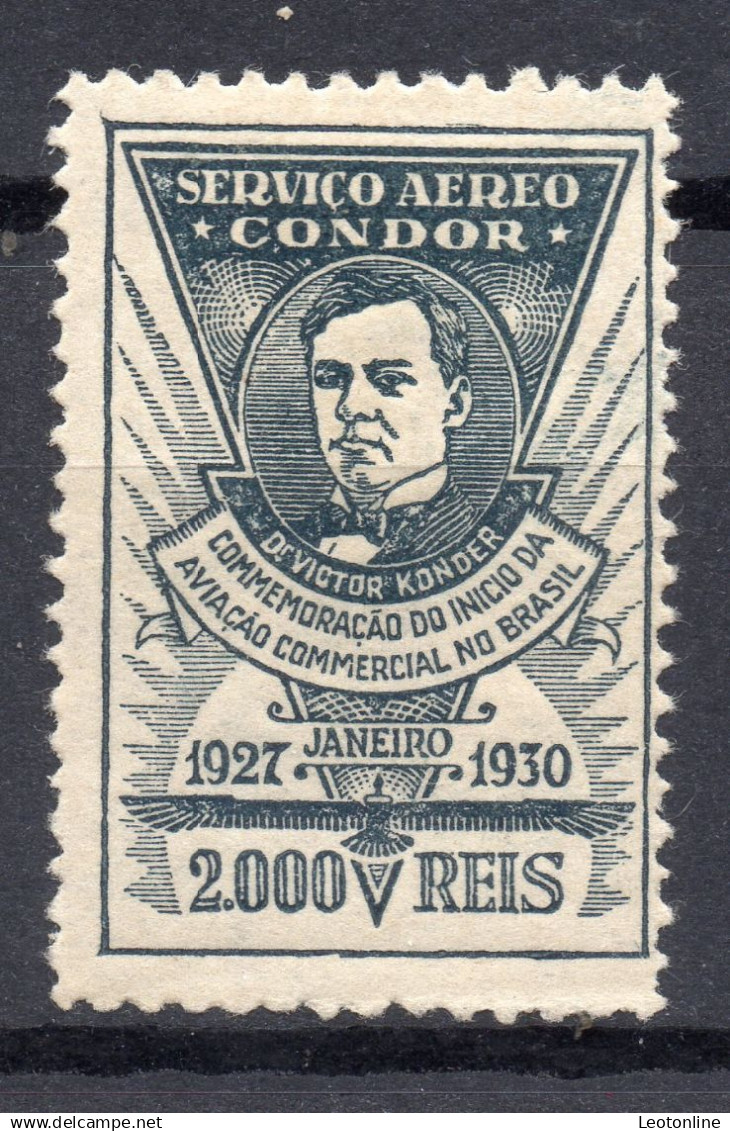 SERVIÇO AEREO
★ CONDOR ★
Dr VICTOR KONDER
COMMEMORAÇÃO DO INICIO DA
AVIAÇÃO COMMERCIAL NO BRASIL
1927 JANEIRO 1930
2.000 REIS
delcampe.net
Leotonline